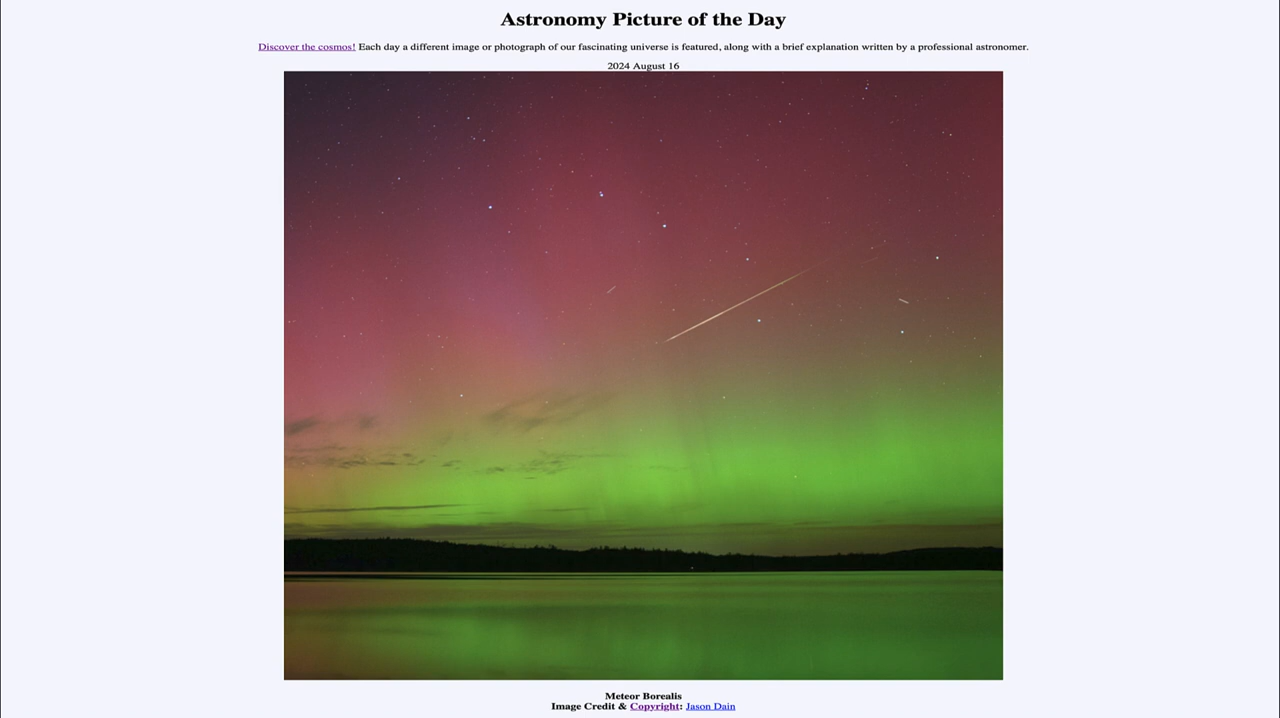 Astronomy Picture of the Day
Discover the cosmos! Each day a different image or photograph of our fascinating universe is featured, along with a brief explanation written by a professional astronomer.
2024 August 16
Meteor Borealis
Image Credit & Copyright: Jason Dain